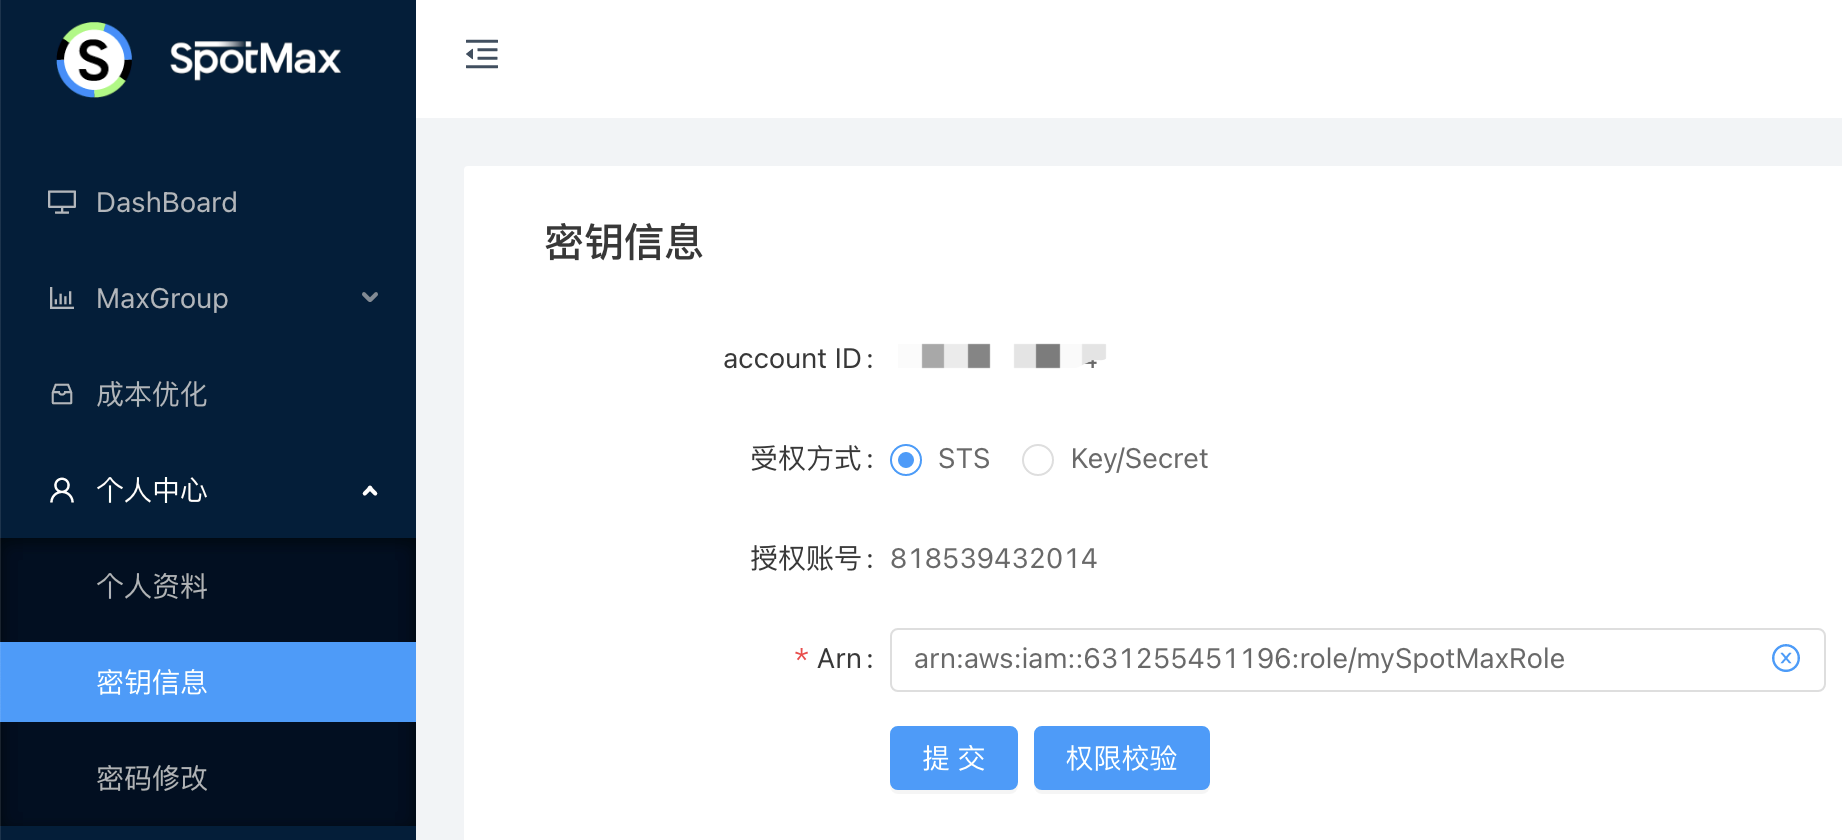 SpotMax
DashBoard
MaxGroup
成本优化
个人中心
个人资料
密钥信息
密码修改
密钥信息
account ID :
受权方式 : STS Key/Secret
授权账号 : 818539432014
* Arn : arn:aws:iam::631255451196:role/mySpotMaxRole
提 交 权限校验